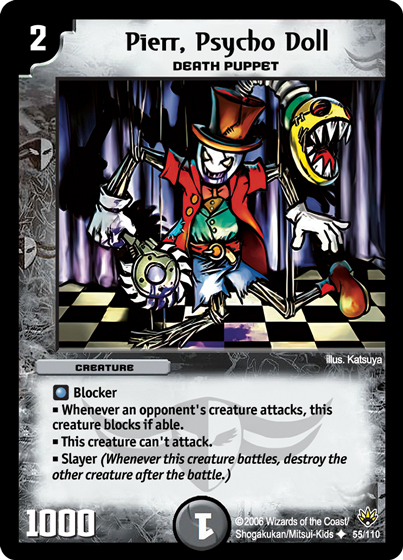 2
Pierr, Psycho Doll
DEATH PUPPET
illus. Katsuya
CREATURE
Blocker
▪ Whenever an opponent's creature attacks, this
creature blocks if able.
▪ This creature can't attack.
▪ Slayer (Whenever this creature battles, destroy the
other creature after the battle.)
1000
1
©2006 Wizards of the Coast/
Shogakukan/Mitsui-Kids ✦ 55/110